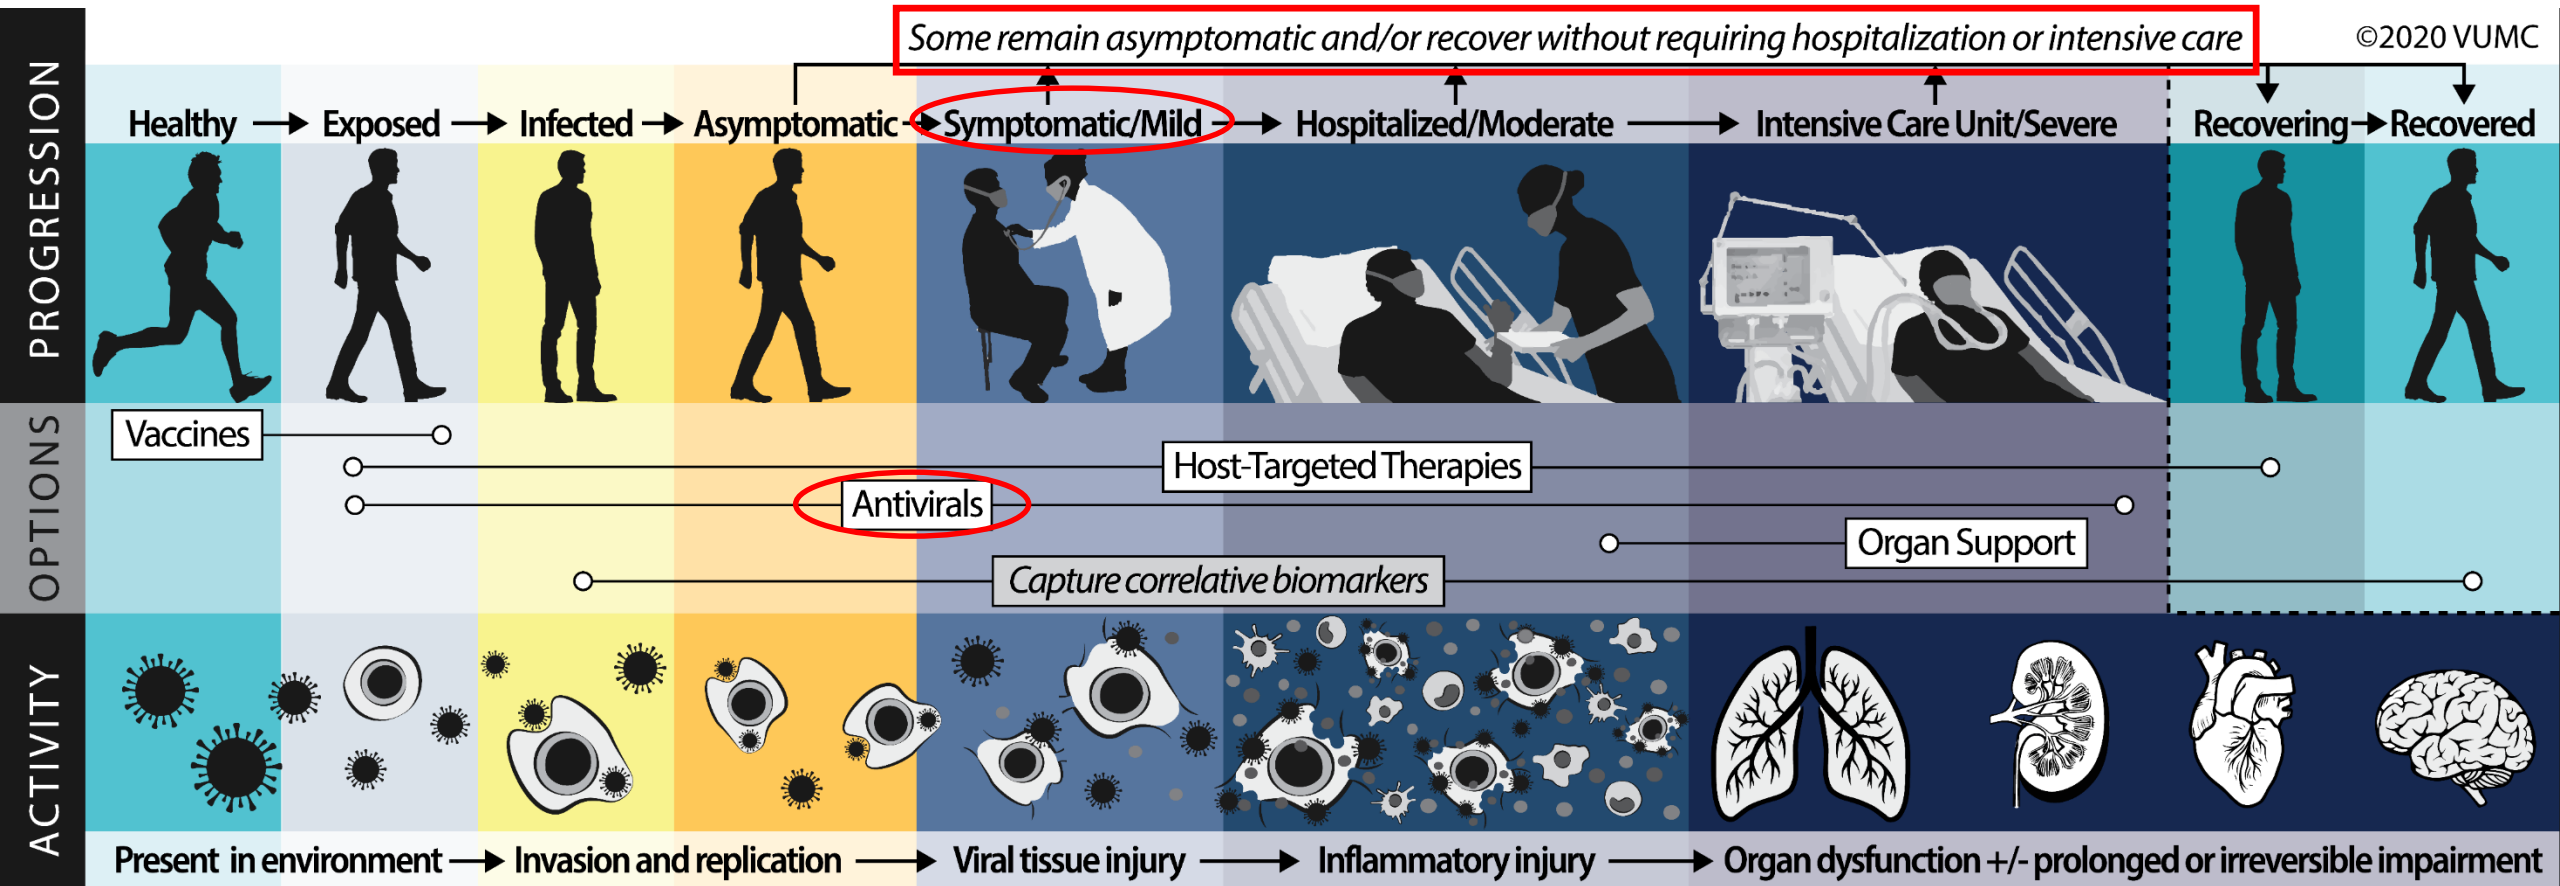 Some remain asymptomatic and/or recover without requiring hospitalization or intensive care
©2020 VUMC
PROGRESSION
Healthy
Exposed
Infected
Asymptomatic
Symptomatic/Mild
Hospitalized/Moderate
Intensive Care Unit/Severe
Recovering
Recovered
OPTIONS
Vaccines
Host-Targeted Therapies
Antivirals
Organ Support
Capture correlative biomarkers
ACTIVITY
Present in environment
Invasion and replication
Viral tissue injury
Inflammatory injury
Organ dysfunction +/- prolonged or irreversible impairment